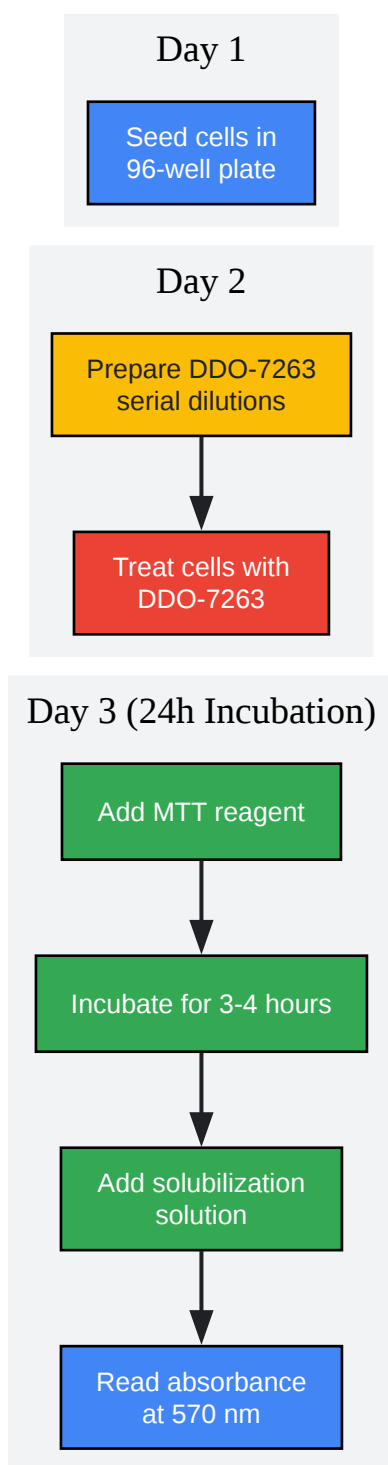 Day 1
Seed cells in
96-well plate
Day 2
Prepare DDO-7263
serial dilutions
Treat cells with
DDO-7263
Day 3 (24h Incubation)
Add MTT reagent
Incubate for 3-4 hours
Add solubilization
solution
Read absorbance
at 570 nm